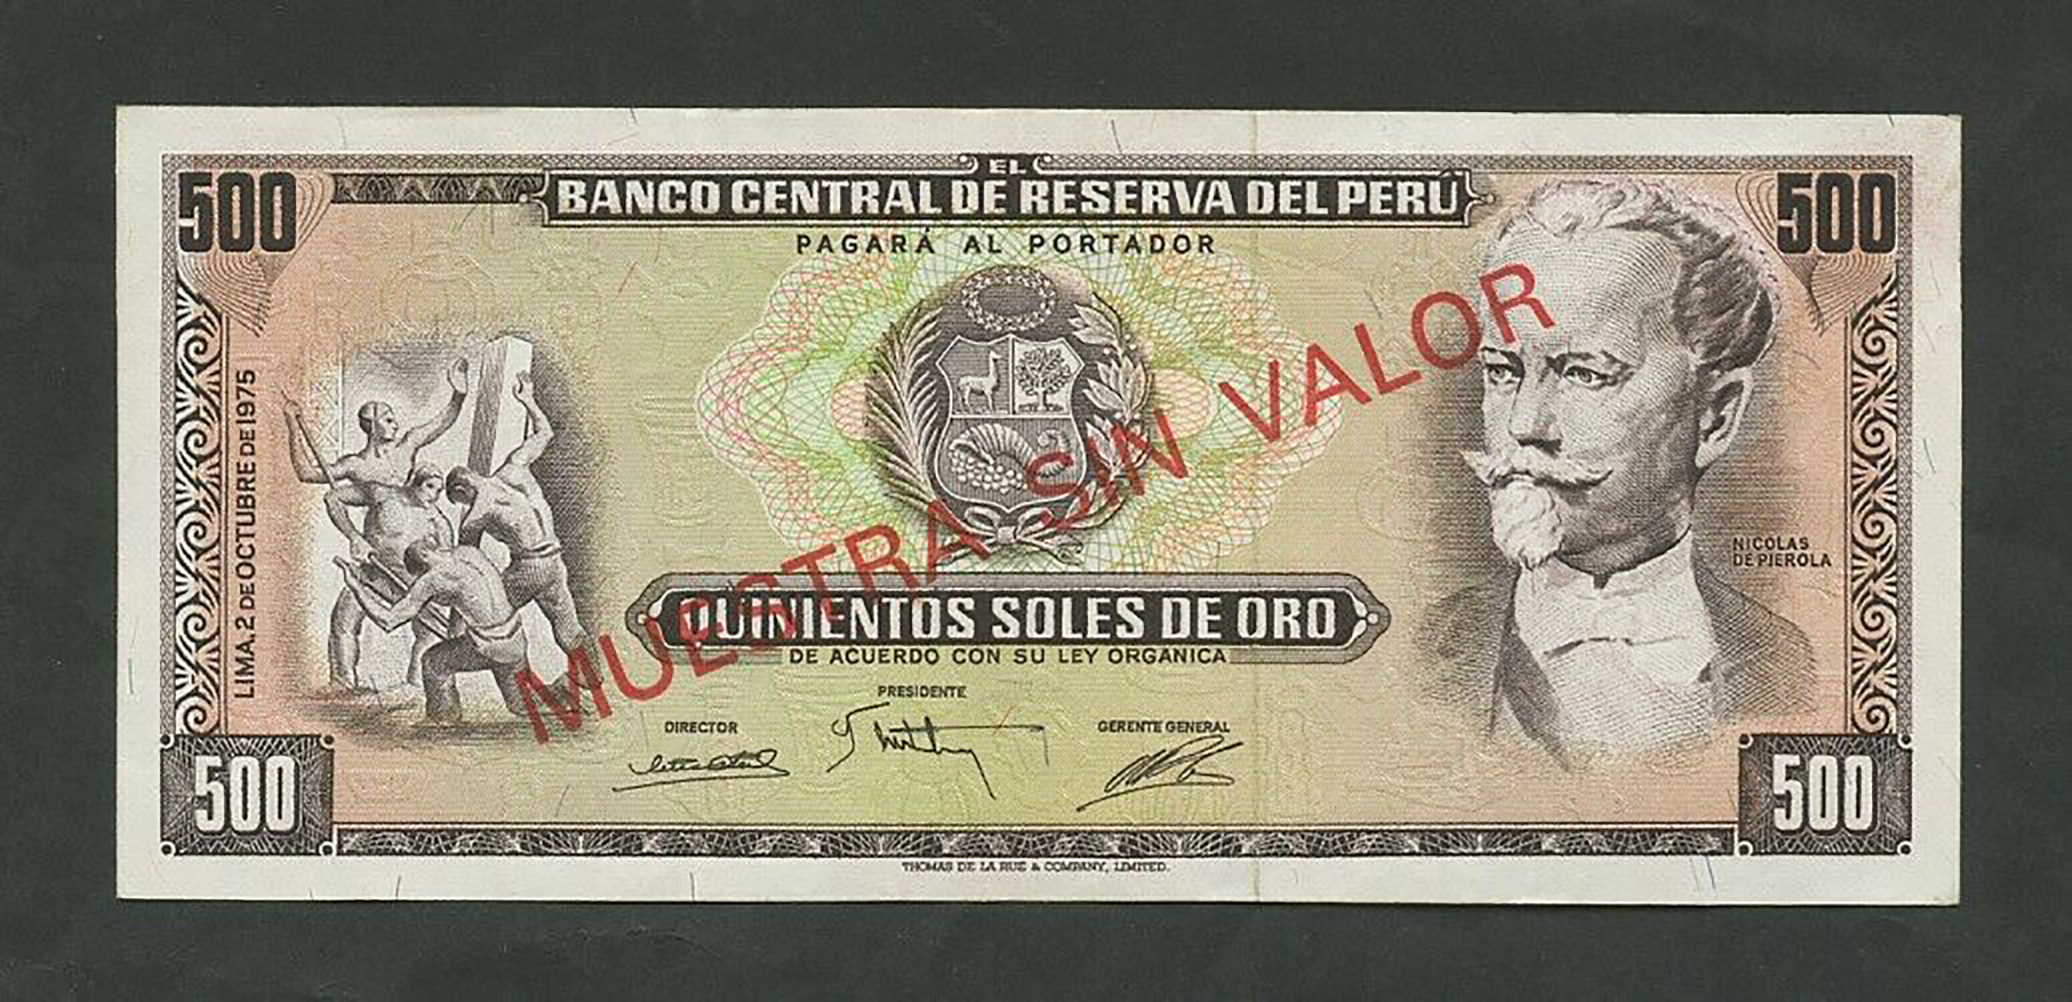 EL
BANCO CENTRAL DE RESERVA DEL PERÚ
500
500
PAGARÁ AL PORTADOR
LIMA, 2 DE OCTUBRE DE 1975
MUESTRA SIN VALOR
NICOLAS
DE PIEROLA
QUINIENTOS SOLES DE ORO
DE ACUERDO CON SU LEY ORGANICA
PRESIDENTE
DIRECTOR
GERENTE GENERAL
500
500
THOMAS DE LA RUE & COMPANY, LIMITED.